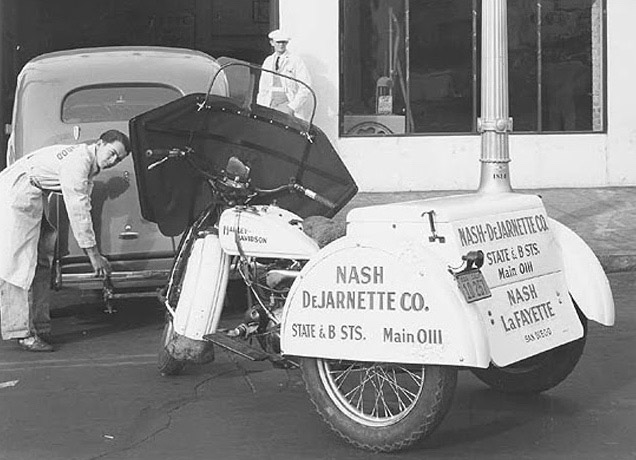 HARLEY-DAVIDSON
NASH
DEJARNETTE CO.
STATE & B STS. Main 0111
NASH-DEJARNETTE CO.
STATE & B STS.
Main 0111
NASH
LAFAYETTE
SAN DIEGO